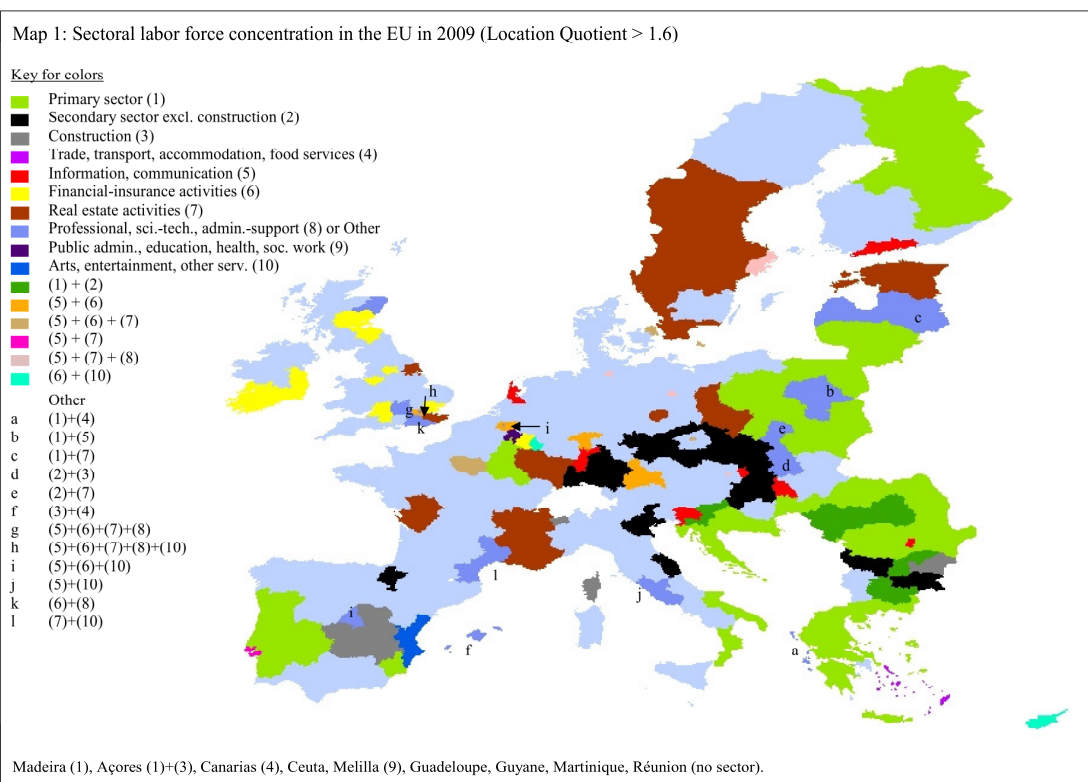 Map 1: Sectoral labor force concentration in the EU in 2009 (Location Quotient > 1.6)
Key for colors
Primary sector (1)
Secondary sector excl. construction (2)
Construction (3)
Trade, transport, accommodation, food services (4)
Information, communication (5)
Financial-insurance activities (6)
Real estate activities (7)
Professional, sci.-tech., admin.-support (8) or Other
Public admin., education, health, soc. work (9)
Arts, entertainment, other serv. (10)
(1) + (2)
(5) + (6)
(5) + (6) + (7)
(5) + (7)
(5) + (7) + (8)
(6) + (10)
Other
a (1)+(4)
b (1)+(5)
c (1)+(7)
d (2)+(3)
e (2)+(7)
f (3)+(4)
g (5)+(6)+(7)+(8)
h (5)+(6)+(7)+(8)+(10)
i (5)+(6)+(10)
j (5)+(10)
k (6)+(8)
l (7)+(10)
c
h
b
g
k
i
e
d
l
j
i
f
a
Madeira (1), Açores (1)+(3), Canarias (4), Ceuta, Melilla (9), Guadeloupe, Guyane, Martinique, Réunion (no sector).